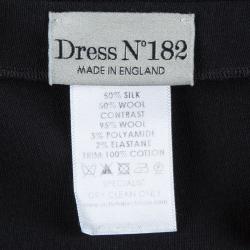 Dress Nº182
MADE IN ENGLAND
50% SILK
50% WOOL
CONTRAST
95% WOOL
3% POLYAMIDE
2% ELASTANE
TRIM 100% COTTON
SPECIALIST
DRY CLEAN ONLY